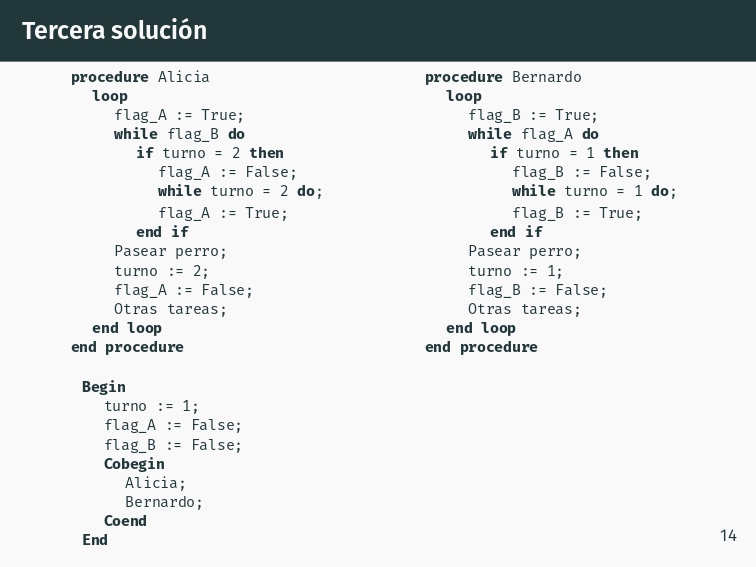 Tercera solución
procedure Alicia
loop
flag_A := True;
while flag_B do
if turno = 2 then
flag_A := False;
while turno = 2 do;
flag_A := True;
end if
Pasear perro;
turno := 2;
flag_A := False;
Otras tareas;
end loop
end procedure
procedure Bernardo
loop
flag_B := True;
while flag_A do
if turno = 1 then
flag_B := False;
while turno = 1 do;
flag_B := True;
end if
Pasear perro;
turno := 1;
flag_B := False;
Otras tareas;
end loop
end procedure
Begin
turno := 1;
flag_A := False;
flag_B := False;
Cobegin
Alicia;
Bernardo;
Coend
End
14